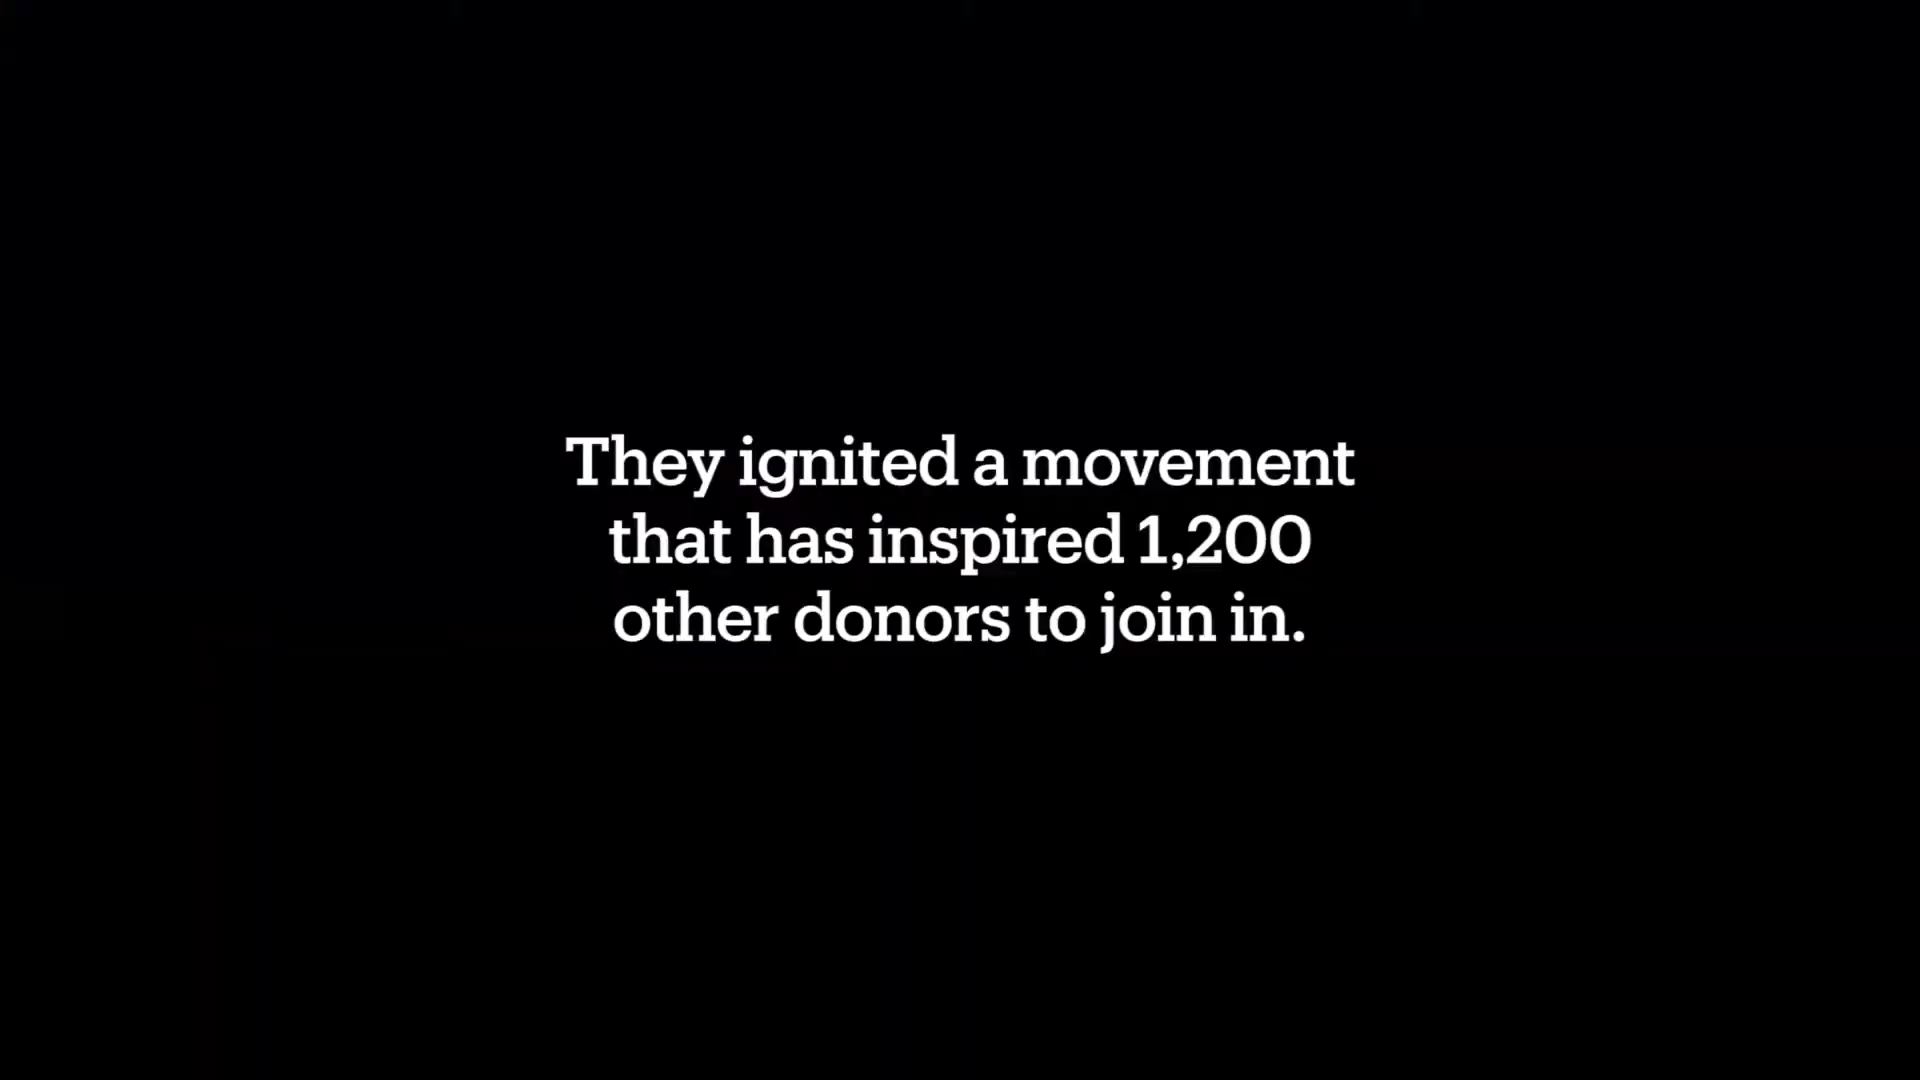 They ignited a movement
that has inspired 1,200
other donors to join in.